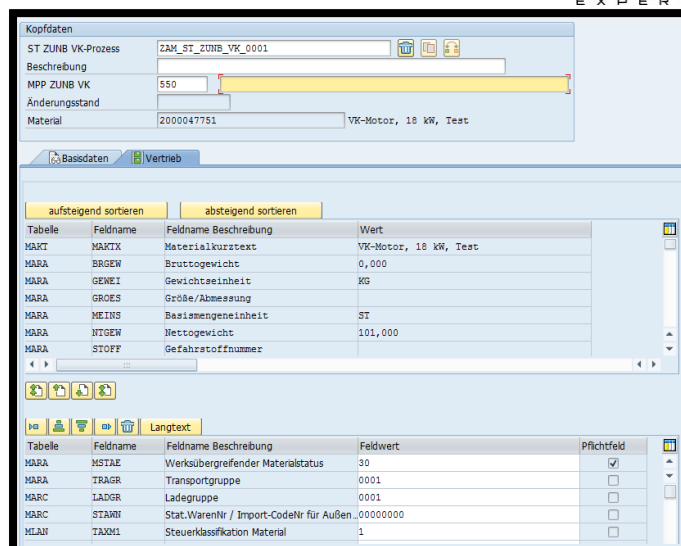 E X P E R
Kopfdaten
ST ZUNB VK-Prozess ZAM_ST_ZUNB_VK_0001
Beschreibung
MPP ZUNB VK 550
Änderungsstand
Material 2000047751 VK-Motor, 18 kW, Test
Basisdaten Vertrieb
aufsteigend sortieren absteigend sortieren
Tabelle Feldname Feldname Beschreibung Wert
MAKT MAKTX Materialkurztext VK-Motor, 18 kW, Test
MARA BRGEW Bruttogewicht 0,000
MARA GEWEI Gewichtseinheit KG
MARA GROES Größe/Abmessung
MARA MEINS Basismengeneinheit ST
MARA NTGEW Nettogewicht 101,000
MARA STOFF Gefahrstoffnummer
Langtext
Tabelle Feldname Feldname Beschreibung Feldwert Pflichtfeld
MARA MSTAE Werksübergreifender Materialstatus 30
MARA TRAGR Transportgruppe 0001
MARC LADGR Ladegruppe 0001
MARC STAWN Stat.WarenNr / Import-CodeNr für Außen... 00000000
MLAN TAXM1 Steuerklassifikation Material 1